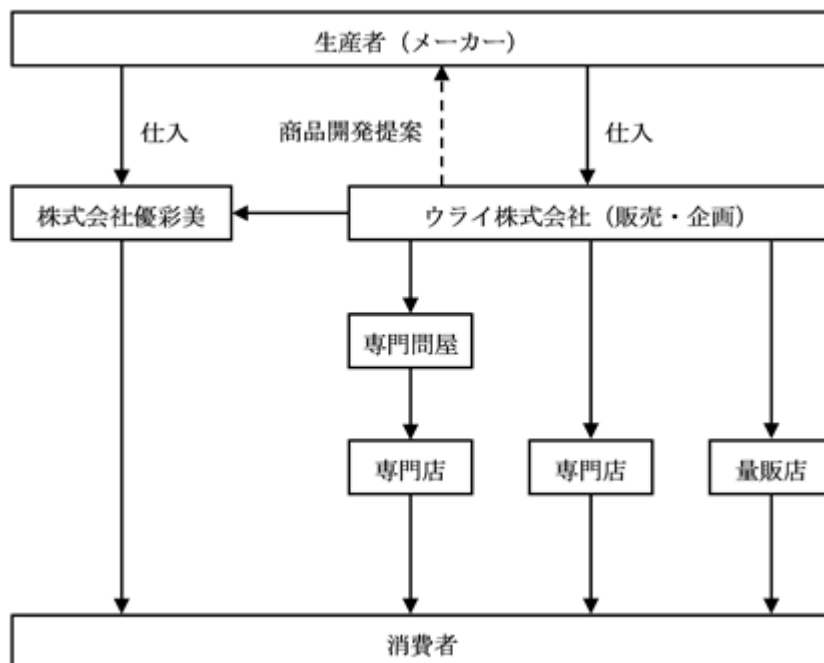 生産者（メーカー）
仕入
商品開発提案
仕入
株式会社優彩美
ウライ株式会社（販売・企画）
専門問屋
専門店
専門店
量販店
消費者